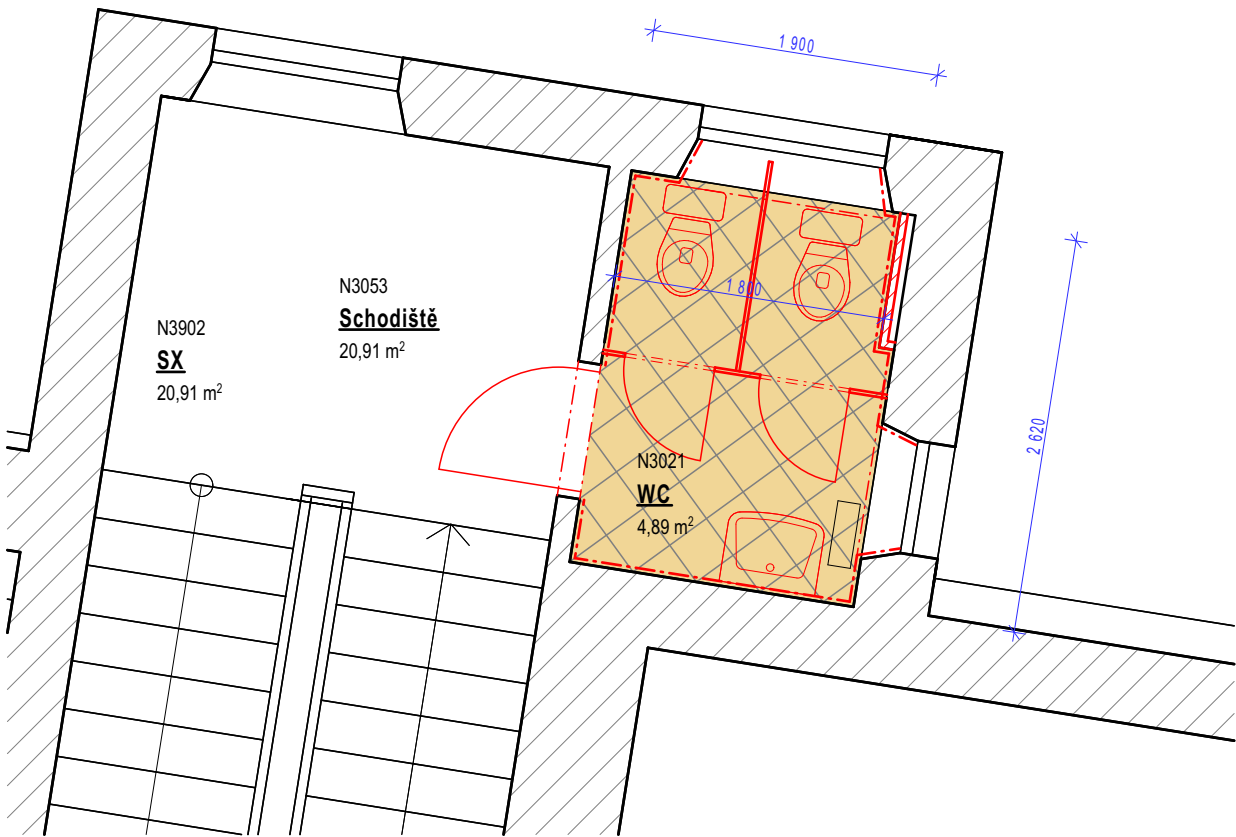 1 900
N3053
Schodiště
20,91 m²
N3902
SX
20,91 m²
1 800
2 620
N3021
WC
4,89 m²